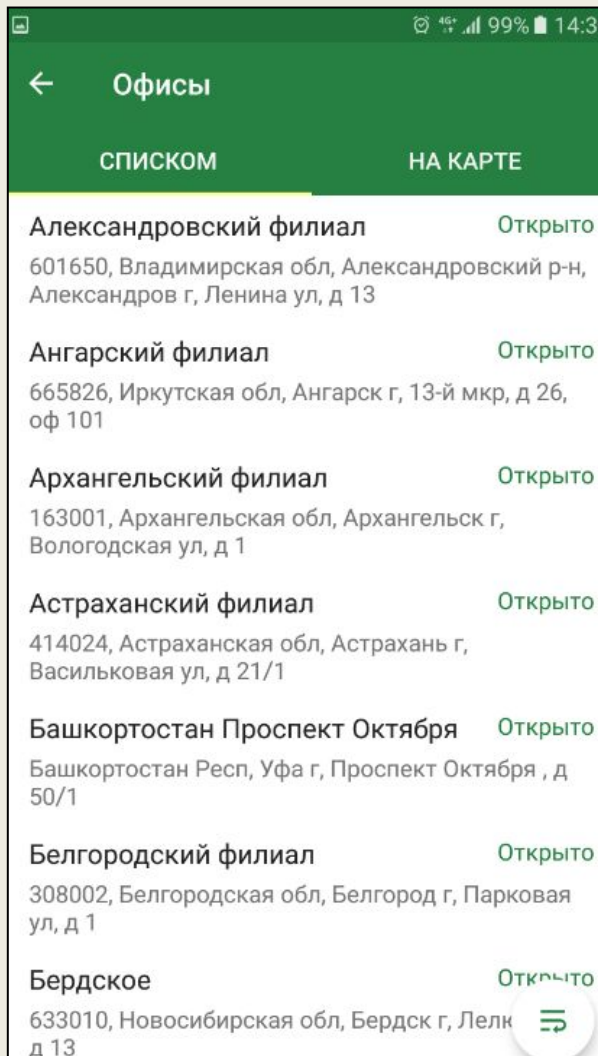 4G+ 99% 14:3
Офисы
СПИСКОМ НА КАРТЕ
Александровский филиал Открыто
601650, Владимирская обл, Александровский р-н,
Александров г, Ленина ул, д 13
Ангарский филиал Открыто
665826, Иркутская обл, Ангарск г, 13-й мкр, д 26,
оф 101
Архангельский филиал Открыто
163001, Архангельская обл, Архангельск г,
Вологодская ул, д 1
Астраханский филиал Открыто
414024, Астраханская обл, Астрахань г,
Васильковая ул, д 21/1
Башкортостан Проспект Октября Открыто
Башкортостан Респ, Уфа г, Проспект Октября , д
50/1
Белгородский филиал Открыто
308002, Белгородская обл, Белгород г, Парковая
ул, д 1
Бердское Открыто
633010, Новосибирская обл, Бердск г,
д 13